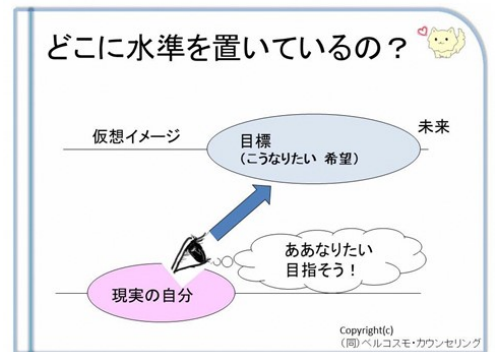 どこに水準を置いているの？
仮想イメージ
目標
(こうなりたい 希望)
未来
ああなりたい
目指そう！
現実の自分
Copyright(c)
(同)ベルコスモ・カウンセリング